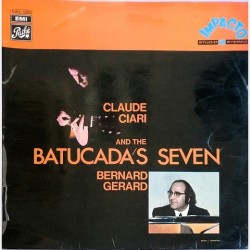 EMI
Pathé
IMPACTO
CLAUDE
CIARI
AND THE
BATUCADA'S SEVEN
BERNARD
GERARD